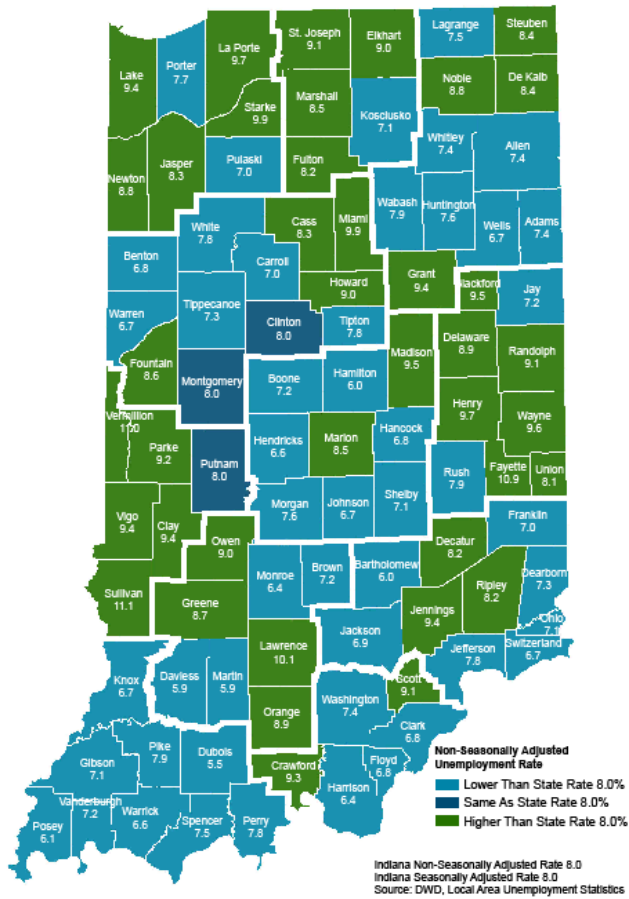 Lake
9.4
Porter
7.7
La Porte
9.7
St. Joseph
9.1
Elkhart
9.0
Lagrange
7.5
Steuben
8.4
Noble
8.8
De Kalb
8.4
Starke
9.9
Marshall
8.5
Kosciusko
7.1
Whitley
7.4
Allen
7.4
Newton
8.8
Jasper
8.3
Pulaski
7.0
Fulton
8.2
Wabash
7.9
Huntington
7.6
Wells
6.7
Adams
7.4
White
7.8
Cass
8.3
Miami
9.9
Benton
6.8
Carroll
7.0
Howard
9.0
Grant
9.4
lackford
9.5
Jay
7.2
Warren
6.7
Tippecanoe
7.3
Clinton
8.0
Tipton
7.8
Madison
9.5
Delaware
8.9
Randolph
9.1
Fountain
8.6
Montgomery
8.0
Boone
7.2
Hamilton
6.0
Henry
9.7
Wayne
9.6
Vermillion
Parke
9.2
Putnam
8.0
Hendricks
6.6
Marion
8.5
Hancock
6.8
Rush
7.9
Fayette
10.9
Union
8.1
Vigo
9.4
Clay
9.4
Morgan
7.6
Johnson
6.7
Shelby
7.1
Franklin
7.0
Owen
9.0
Decatur
8.2
Sullivan
11.1
Greene
8.7
Monroe
6.4
Brown
7.2
Bartholomew
6.0
Ripley
8.2
Dearborn
7.3
Jennings
9.4
Ohio
7.1
Jackson
6.9
Lawrence
10.1
Jefferson
7.8
Switzerland
6.7
Knox
6.7
Daviess
5.9
Martin
5.9
Scott
9.1
Orange
8.9
Washington
7.4
Clark
6.8
Pike
7.9
Dubois
5.5
Gibson
7.1
Crawford
9.3
Floyd
6.8
Harrison
6.4
Vanderburgh
7.2
Posey
6.1
Warrick
6.6
Spencer
7.5
Perry
7.8
Non-Seasonally Adjusted
Unemployment Rate
Lower Than State Rate 8.0%
Same As State Rate 8.0%
Higher Than State Rate 8.0%
Indiana Non-Seasonally Adjusted Rate 8.0
Indiana Seasonally Adjusted Rate 8.0
Source: DWD, Local Area Unemployment Statistics